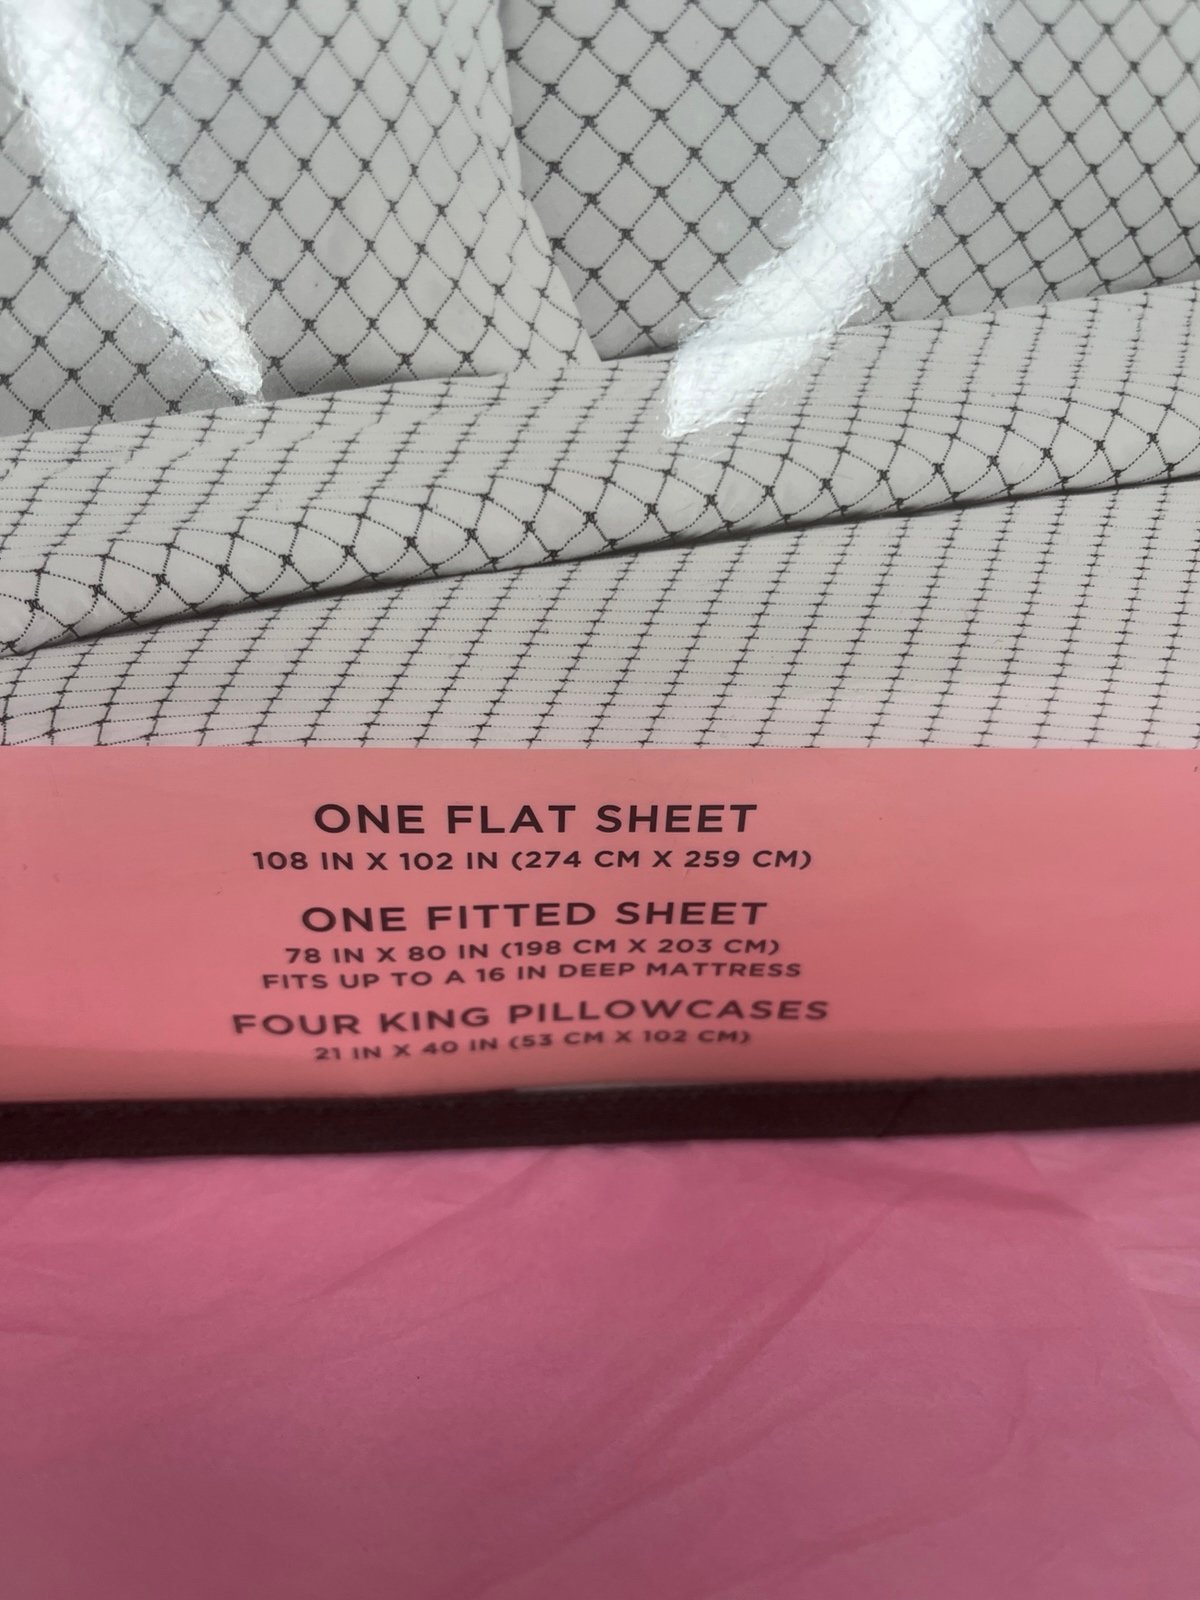 ONE FLAT SHEET
108 IN X 102 IN (274 CM X 259 CM)
ONE FITTED SHEET
78 IN X 80 IN (198 CM X 203 CM)
FITS UP TO A 16 IN DEEP MATTRESS
FOUR KING PILLOWCASES
21 IN X 40 IN (53 CM X 102 CM)